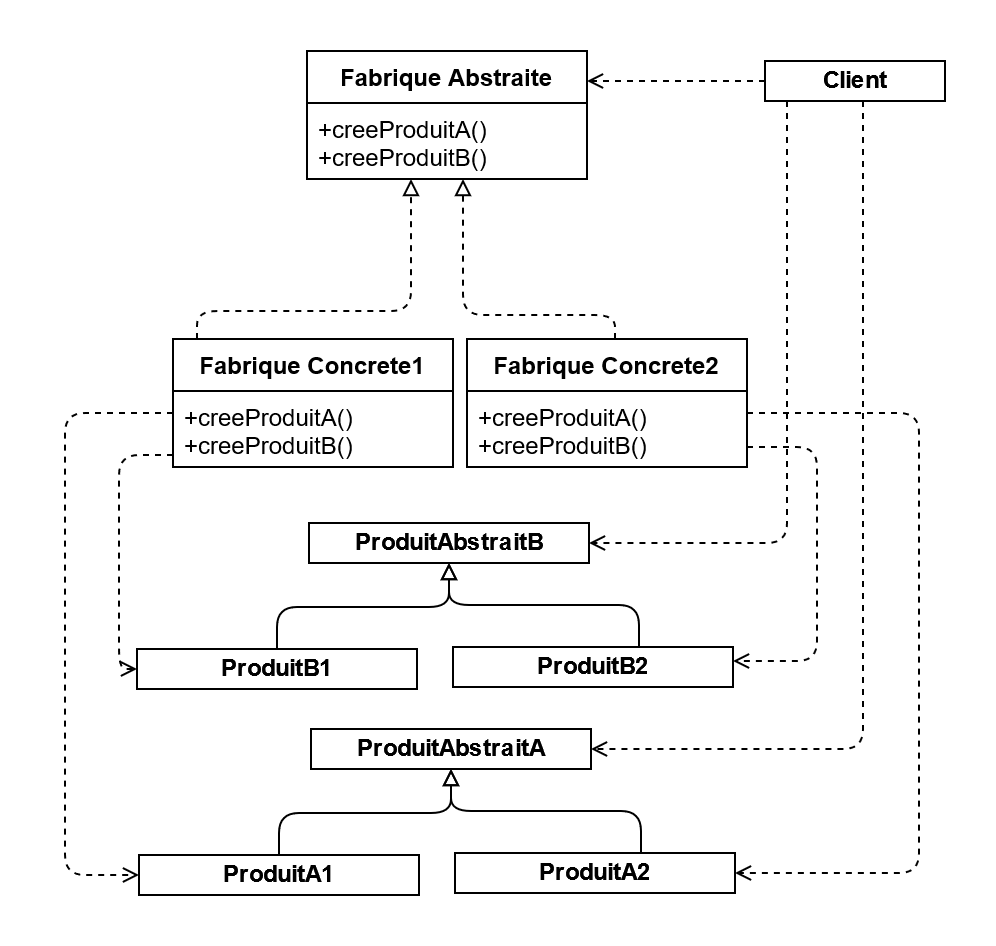 Fabrique Abstraite
Client
+creeProduitA()
+creeProduitB()
Fabrique Concrete1
Fabrique Concrete2
+creeProduitA()
+creeProduitB()
+creeProduitA()
+creeProduitB()
ProduitAbstraitB
ProduitB1
ProduitB2
ProduitAbstraitA
ProduitA1
ProduitA2